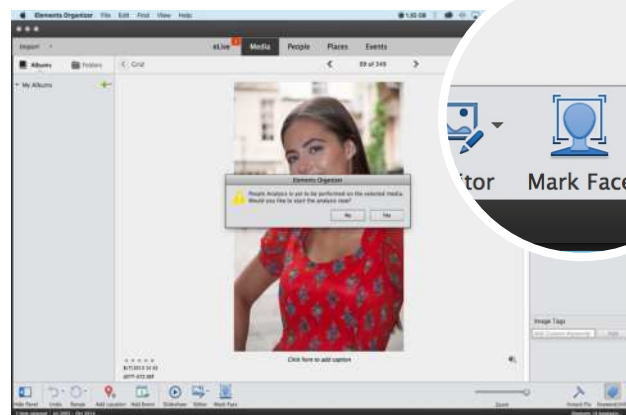 Elements Organizer File Edit Find View Help
Import
eLive Media People Places Events
Albums Folders Grid 89 of 349
My Albums
Elements Organizer
People Analysis is yet to be performed on the selected media.
Would you like to start the analysis now?
No Yes
itor Mark Face
Image Tags
Add
Click here to add caption
Hide Panel Undo Rotate Add Location Add Event Slideshow Editor Mark Face Zoom Instant Fix